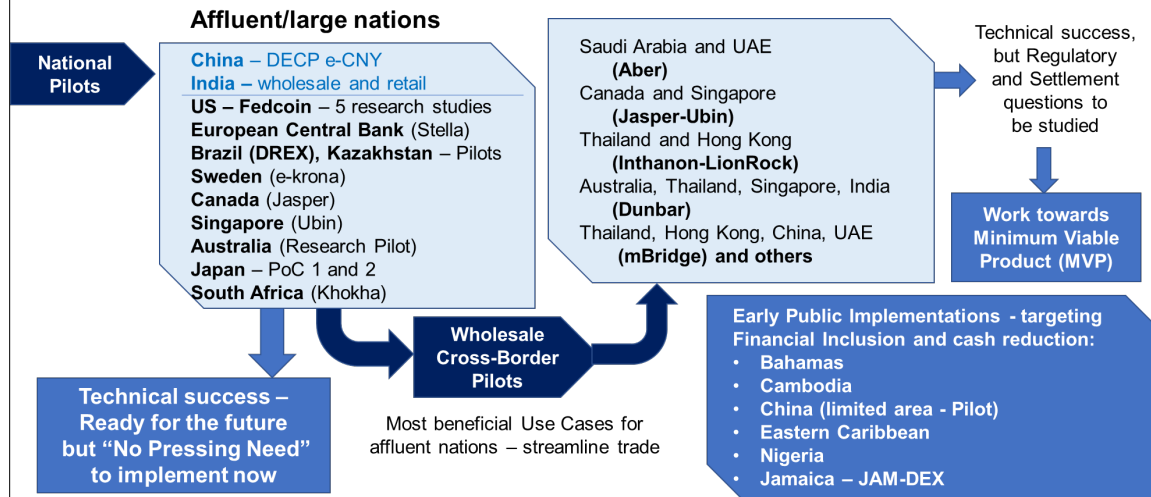 Affluent/large nations
National
Pilots
China – DECP e-CNY
India – wholesale and retail
US – Fedcoin – 5 research studies
European Central Bank (Stella)
Brazil (DREX), Kazakhstan – Pilots
Sweden (e-krona)
Canada (Jasper)
Singapore (Ubin)
Australia (Research Pilot)
Japan – PoC 1 and 2
South Africa (Khokha)
Technical success –
Ready for the future
but “No Pressing Need”
to implement now
Wholesale
Cross-Border
Pilots
Most beneficial Use Cases for
affluent nations – streamline trade
Saudi Arabia and UAE
(Aber)
Canada and Singapore
(Jasper-Ubin)
Thailand and Hong Kong
(Inthanon-LionRock)
Australia, Thailand, Singapore, India
(Dunbar)
Thailand, Hong Kong, China, UAE
(mBridge) and others
Technical success,
but Regulatory
and Settlement
questions to
be studied
Work towards
Minimum Viable
Product (MVP)
Early Public Implementations - targeting
Financial Inclusion and cash reduction:
• Bahamas
• Cambodia
• China (limited area - Pilot)
• Eastern Caribbean
• Nigeria
• Jamaica – JAM-DEX